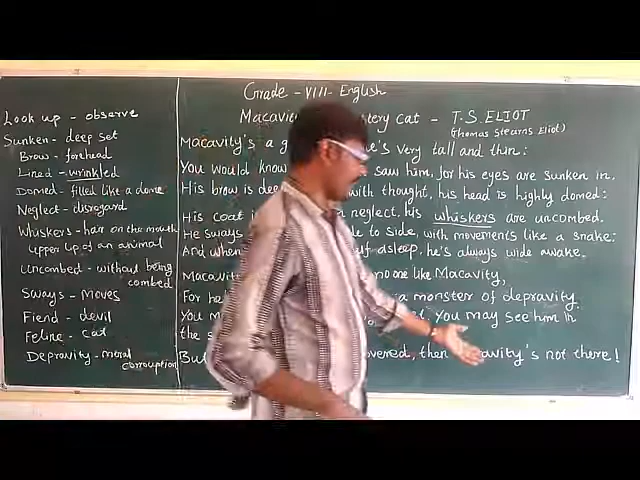 Grade - VIII - English
Macavity tery cat - T.S. ELIOT
(Thomas Stearns Eliot)
Look up - observe
Sunken - deep set
Brow - forehead
Lined - wrinkled
Domed - filled like a dome
Neglect - disregard
Whiskers - hair on the mouth
upper lip of an animal
Uncombed - without being
combed
Sways - moves
Fiend - devil
Feline - cat
Depravity - moral
corruption
Macavity's a g e's very tall and thin;
You would know saw him, for his eyes are sunken in.
His brow is dee with thought, his head is highly domed;
His coat i neglect, his whiskers are uncombed.
He sways le to side, with movements like a snake;
And when lf asleep, he's always wide awake.
Macavit no one like Macavity,
For he a monster of depravity.
You m t, you may see him in
the s
But vered, then avity's not there!